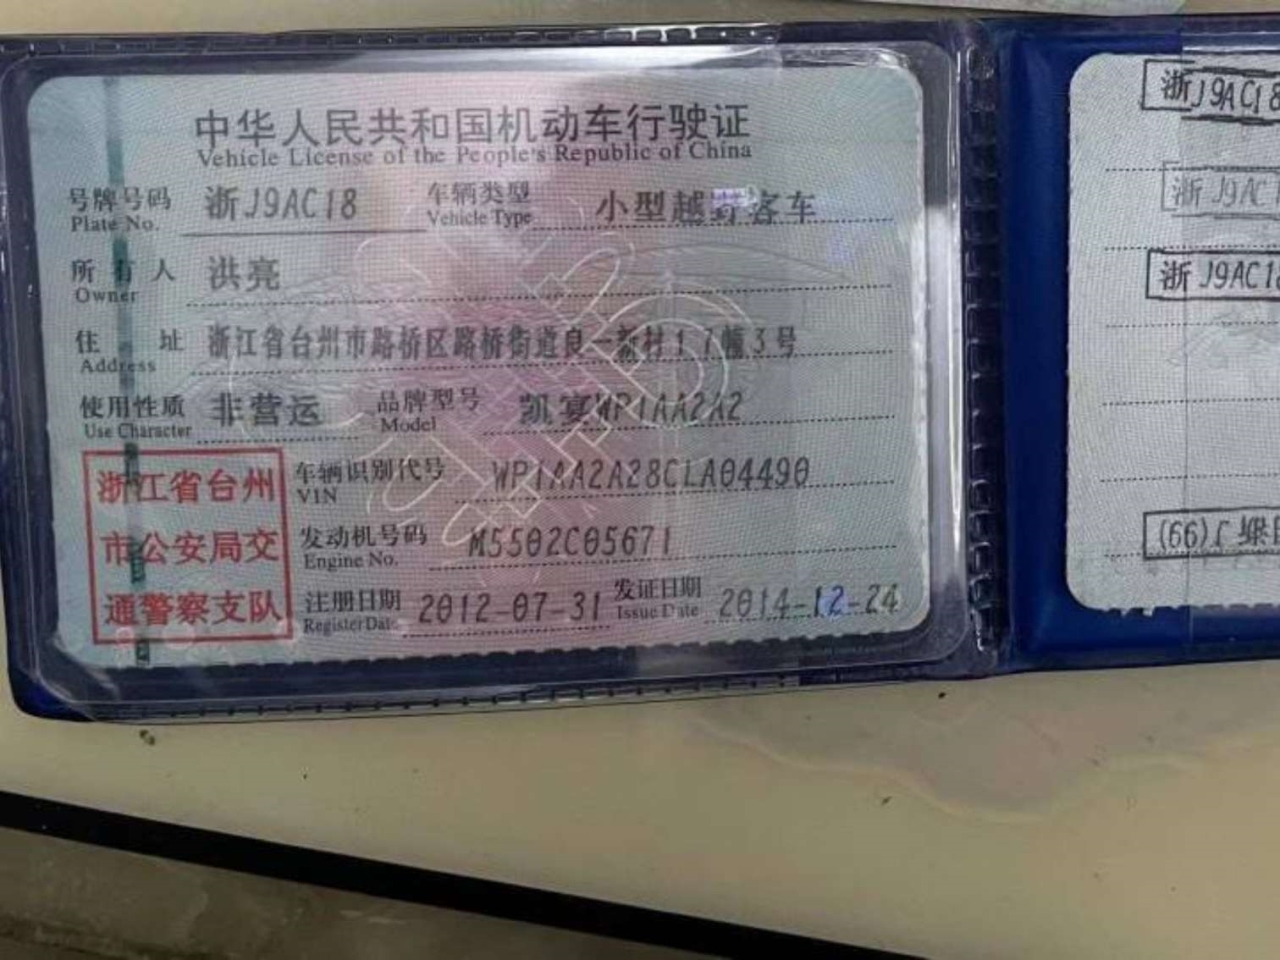 中华人民共和国机动车行驶证
Vehicle License of the People's Republic of China
号牌号码 浙J9AC18 车辆类型 小型越野客车
Plate No. Vehicle Type
所有人 洪亮
Owner
住址 浙江省台州市路桥区路桥街道良一新村17幢3号
Address
使用性质 非营运 品牌型号 凯宴WP1AA2A2
Use Character Model
浙江省台州
市公安局交
通警察支队
车辆识别代号 WP1AA2A28CLA04490
VIN
发动机号码 M5502C05671
Engine No.
注册日期 2012-07-31 发证日期 2014-12-24
Register Date Issue Date
浙J9AC18
浙J9AC
浙J9AC18